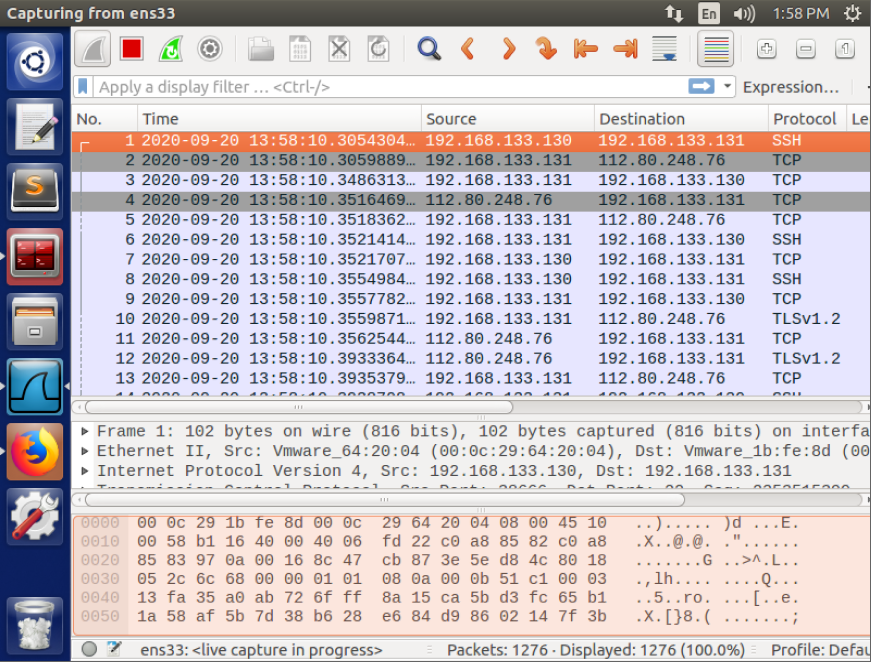 Capturing from ens33 En 1:58 PM
Apply a display filter … <Ctrl-/> Expression…
No. Time Source Destination Protocol Le
1 2020-09-20 13:58:10.3054304… 192.168.133.130 192.168.133.131 SSH
2 2020-09-20 13:58:10.3059889… 192.168.133.131 112.80.248.76 TCP
3 2020-09-20 13:58:10.3486313… 192.168.133.131 192.168.133.130 TCP
4 2020-09-20 13:58:10.3516469… 112.80.248.76 192.168.133.131 TCP
5 2020-09-20 13:58:10.3518362… 192.168.133.131 112.80.248.76 TCP
6 2020-09-20 13:58:10.3521414… 192.168.133.131 192.168.133.130 SSH
7 2020-09-20 13:58:10.3521707… 192.168.133.130 192.168.133.131 TCP
8 2020-09-20 13:58:10.3554984… 192.168.133.130 192.168.133.131 SSH
9 2020-09-20 13:58:10.3557782… 192.168.133.131 192.168.133.130 TCP
10 2020-09-20 13:58:10.3559871… 192.168.133.131 112.80.248.76 TLSv1.2
11 2020-09-20 13:58:10.3562544… 112.80.248.76 192.168.133.131 TCP
12 2020-09-20 13:58:10.3933364… 112.80.248.76 192.168.133.131 TLSv1.2
13 2020-09-20 13:58:10.3935379… 192.168.133.131 112.80.248.76 TCP
Frame 1: 102 bytes on wire (816 bits), 102 bytes captured (816 bits) on interfa
Ethernet II, Src: Vmware_64:20:04 (00:0c:29:64:20:04), Dst: Vmware_1b:fe:8d (00
Internet Protocol Version 4, Src: 192.168.133.130, Dst: 192.168.133.131
0000 00 0c 29 1b fe 8d 00 0c 29 64 20 04 08 00 45 10 ..)..... )d ...E.
0010 00 58 b1 16 40 00 40 06 fd 22 c0 a8 85 82 c0 a8 .X..@.@. ."......
0020 85 83 97 0a 00 16 8c 47 cb 87 3e 5e d8 4c 80 18 .......G ..>^.L..
0030 05 2c 6c 68 00 00 01 01 08 0a 00 0b 51 c1 00 03 .,lh.... ....Q...
0040 13 fa 35 a0 ab 72 6f ff 8a 15 ca 5b d3 fc 65 b1 ..5..ro. ...[..e.
0050 1a 58 af 5b 7d 38 b6 28 e6 84 d9 86 02 14 7f 3b .X.[}8.( .......;
ens33: <live capture in progress> Packets: 1276 · Displayed: 1276 (100.0%) Profile: Defau